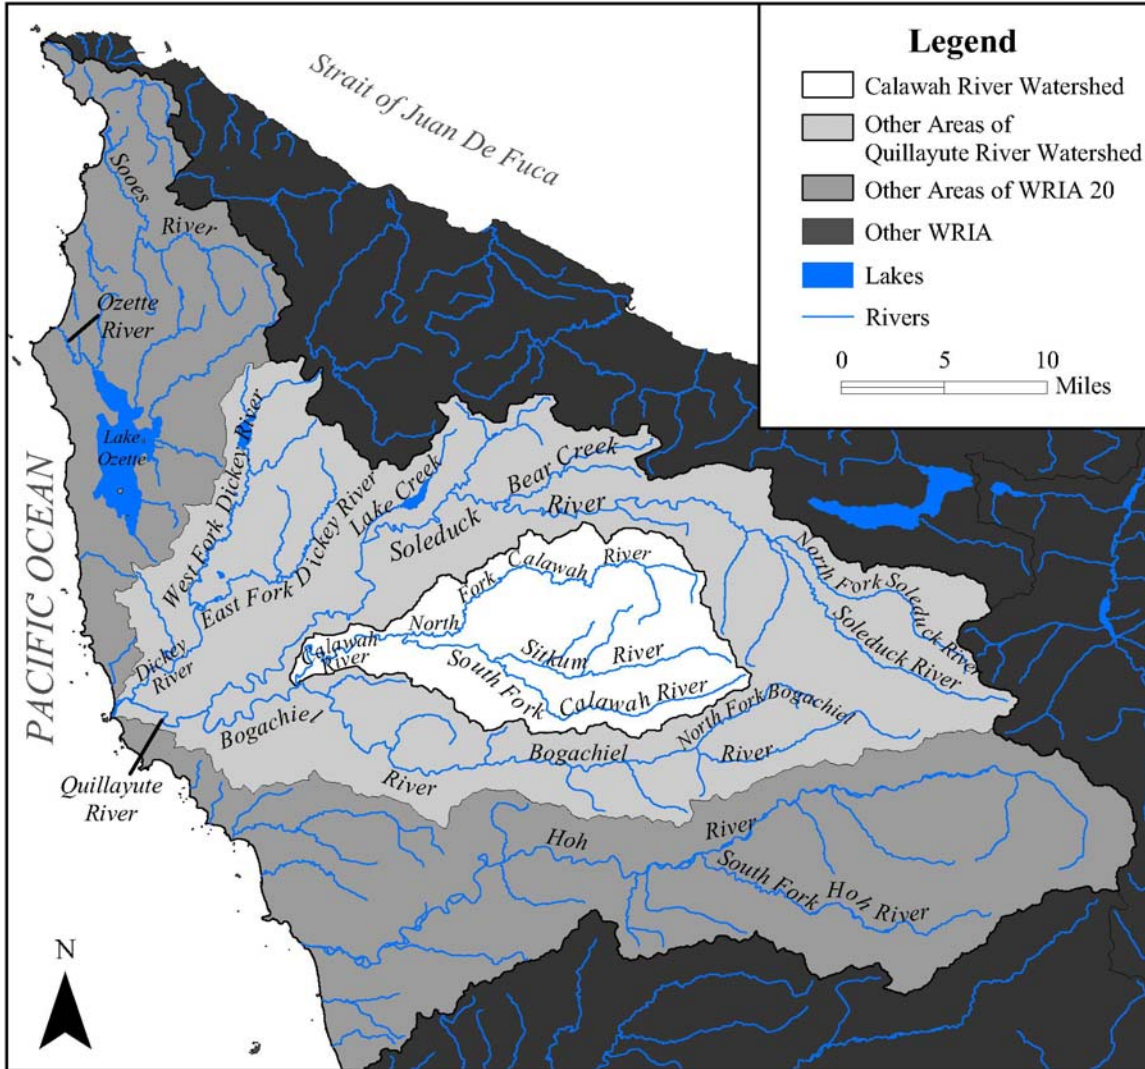 Legend
Calawah River Watershed
Other Areas of
Quillayute River Watershed
Other Areas of WRIA 20
Other WRIA
Lakes
Rivers
0 5 10
Miles
Strait of Juan De Fuca
Sooes
River
Ozette
River
Lake
Ozette
PACIFIC OCEAN
West Fork Dickey River
East Fork Dickey River
Lake Creek
Bear Creek
Soleduck
River
North Fork Soleduck River
Soleduck River
North Fork Calawah River
Calawah
River
Sitkum River
South Fork
Calawah River
Dickey
River
Bogachiel
River
Bogachiel
River
North Fork Bogachiel
Quillayute
River
Hoh
River
South Fork Hoh River
N